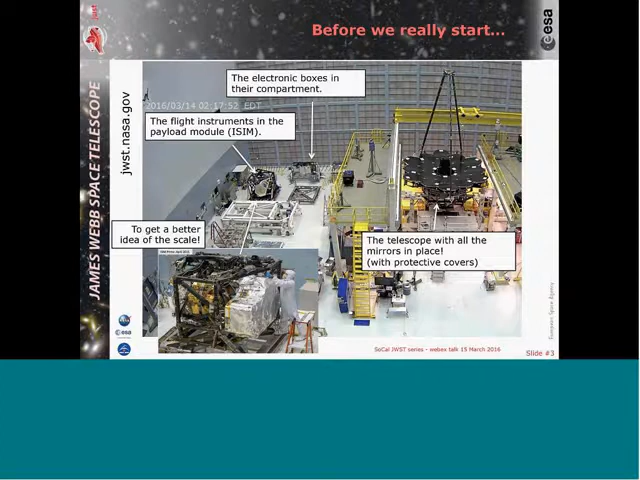 Before we really start...
esa
JAMES WEBB SPACE TELESCOPE
jwst.nasa.gov
2016/03/14 02:17:52 EDT
The electronic boxes in
their compartment.
The flight instruments in the
payload module (ISIM).
To get a better
idea of the scale!
The telescope with all the
mirrors in place!
(with protective covers)
esa
European Space Agency
SoCal JWST series - webex talk 15 March 2016
Slide #3